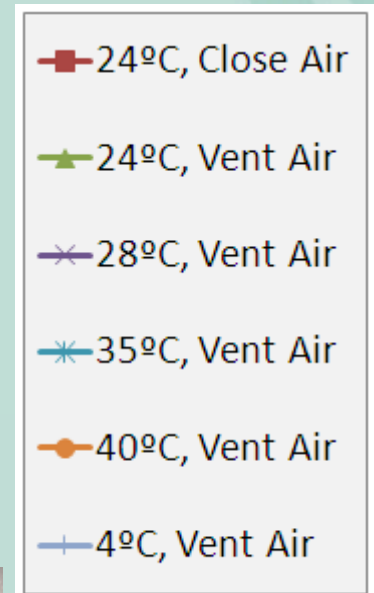 24ºC, Close Air
24ºC, Vent Air
28ºC, Vent Air
35ºC, Vent Air
40ºC, Vent Air
4ºC, Vent Air